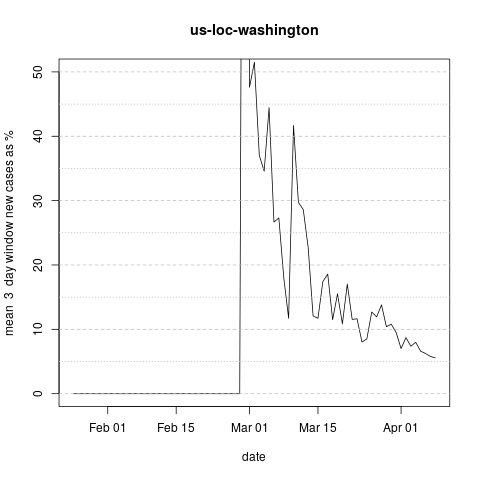 us-loc-washington
mean 3 day window new cases as %
50
40
30
20
10
0
Feb 01 Feb 15 Mar 01 Mar 15 Apr 01
date